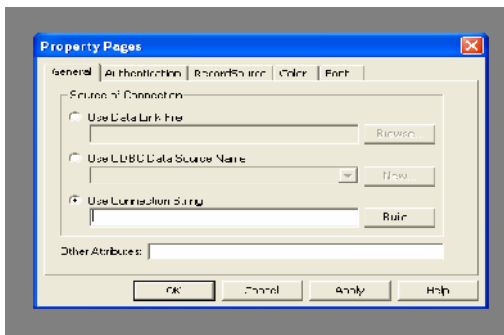 Property Pages
General Authentication RecordSource Color Font
Source of Connection
Use Data Link File
Browse...
Use ODBC Data Source Name
New...
Use Connection String
Build...
Other Attributes:
OK Cancel Apply Help